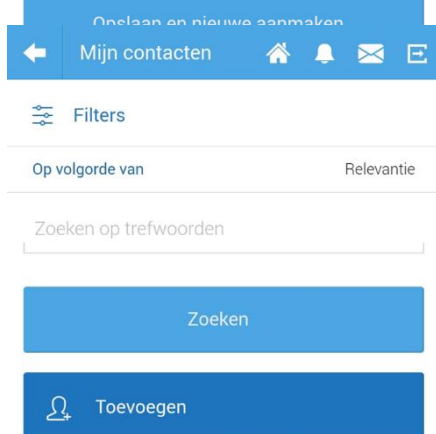 Opslaan en nieuwe aanmaken
Mijn contacten
Filters
Op volgorde van Relevantie
Zoeken op trefwoorden
Zoeken
Toevoegen